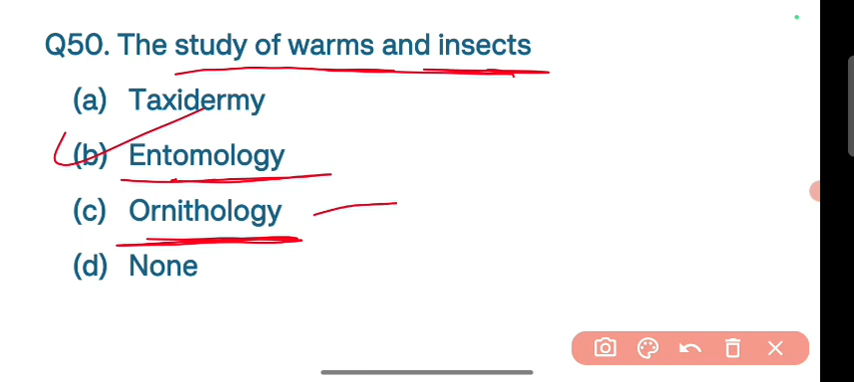 Q50. The study of warms and insects
(a) Taxidermy
(b) Entomology
(c) Ornithology
(d) None